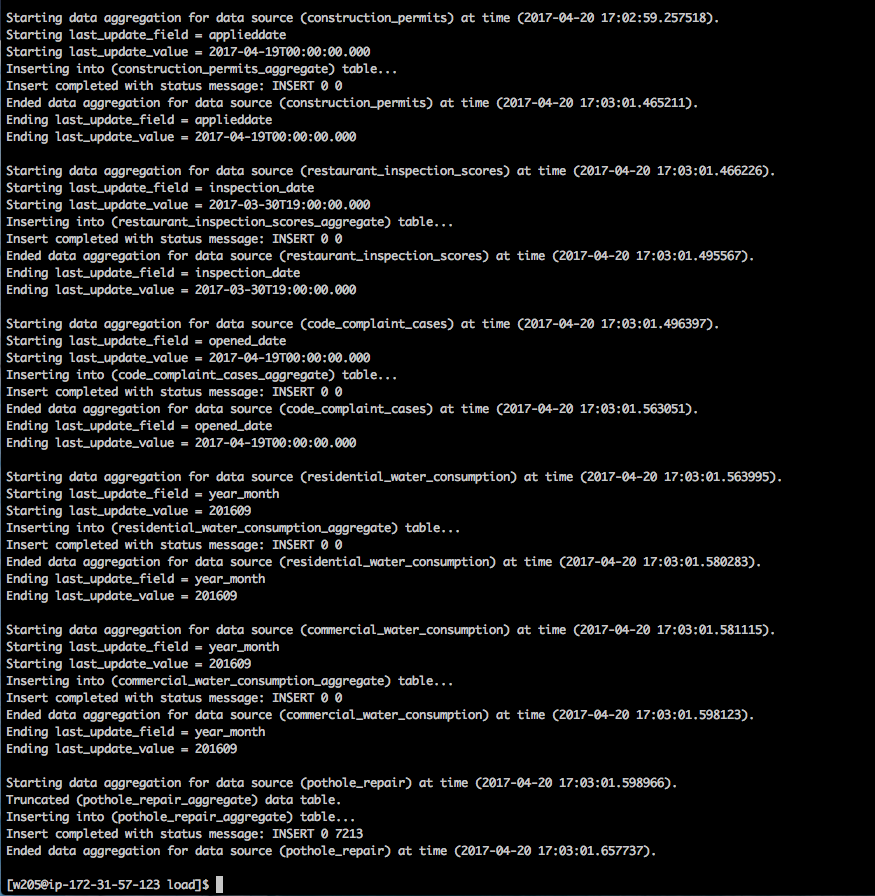 Starting data aggregation for data source (construction_permits) at time (2017-04-20 17:02:59.257518).
Starting last_update_field = applieddate
Starting last_update_value = 2017-04-19T00:00:00.000
Inserting into (construction_permits_aggregate) table...
Insert completed with status message: INSERT 0 0
Ended data aggregation for data source (construction_permits) at time (2017-04-20 17:03:01.465211).
Ending last_update_field = applieddate
Ending last_update_value = 2017-04-19T00:00:00.000

Starting data aggregation for data source (restaurant_inspection_scores) at time (2017-04-20 17:03:01.466226).
Starting last_update_field = inspection_date
Starting last_update_value = 2017-03-30T19:00:00.000
Inserting into (restaurant_inspection_scores_aggregate) table...
Insert completed with status message: INSERT 0 0
Ended data aggregation for data source (restaurant_inspection_scores) at time (2017-04-20 17:03:01.495567).
Ending last_update_field = inspection_date
Ending last_update_value = 2017-03-30T19:00:00.000

Starting data aggregation for data source (code_complaint_cases) at time (2017-04-20 17:03:01.496397).
Starting last_update_field = opened_date
Starting last_update_value = 2017-04-19T00:00:00.000
Inserting into (code_complaint_cases_aggregate) table...
Insert completed with status message: INSERT 0 0
Ended data aggregation for data source (code_complaint_cases) at time (2017-04-20 17:03:01.563051).
Ending last_update_field = opened_date
Ending last_update_value = 2017-04-19T00:00:00.000

Starting data aggregation for data source (residential_water_consumption) at time (2017-04-20 17:03:01.563995).
Starting last_update_field = year_month
Starting last_update_value = 201609
Inserting into (residential_water_consumption_aggregate) table...
Insert completed with status message: INSERT 0 0
Ended data aggregation for data source (residential_water_consumption) at time (2017-04-20 17:03:01.580283).
Ending last_update_field = year_month
Ending last_update_value = 201609

Starting data aggregation for data source (commercial_water_consumption) at time (2017-04-20 17:03:01.581115).
Starting last_update_field = year_month
Starting last_update_value = 201609
Inserting into (commercial_water_consumption_aggregate) table...
Insert completed with status message: INSERT 0 0
Ended data aggregation for data source (commercial_water_consumption) at time (2017-04-20 17:03:01.598123).
Ending last_update_field = year_month
Ending last_update_value = 201609

Starting data aggregation for data source (pothole_repair) at time (2017-04-20 17:03:01.598966).
Truncated (pothole_repair_aggregate) data table.
Inserting into (pothole_repair_aggregate) table...
Insert completed with status message: INSERT 0 7213
Ended data aggregation for data source (pothole_repair) at time (2017-04-20 17:03:01.657737).

[w205@ip-172-31-57-123 load]$